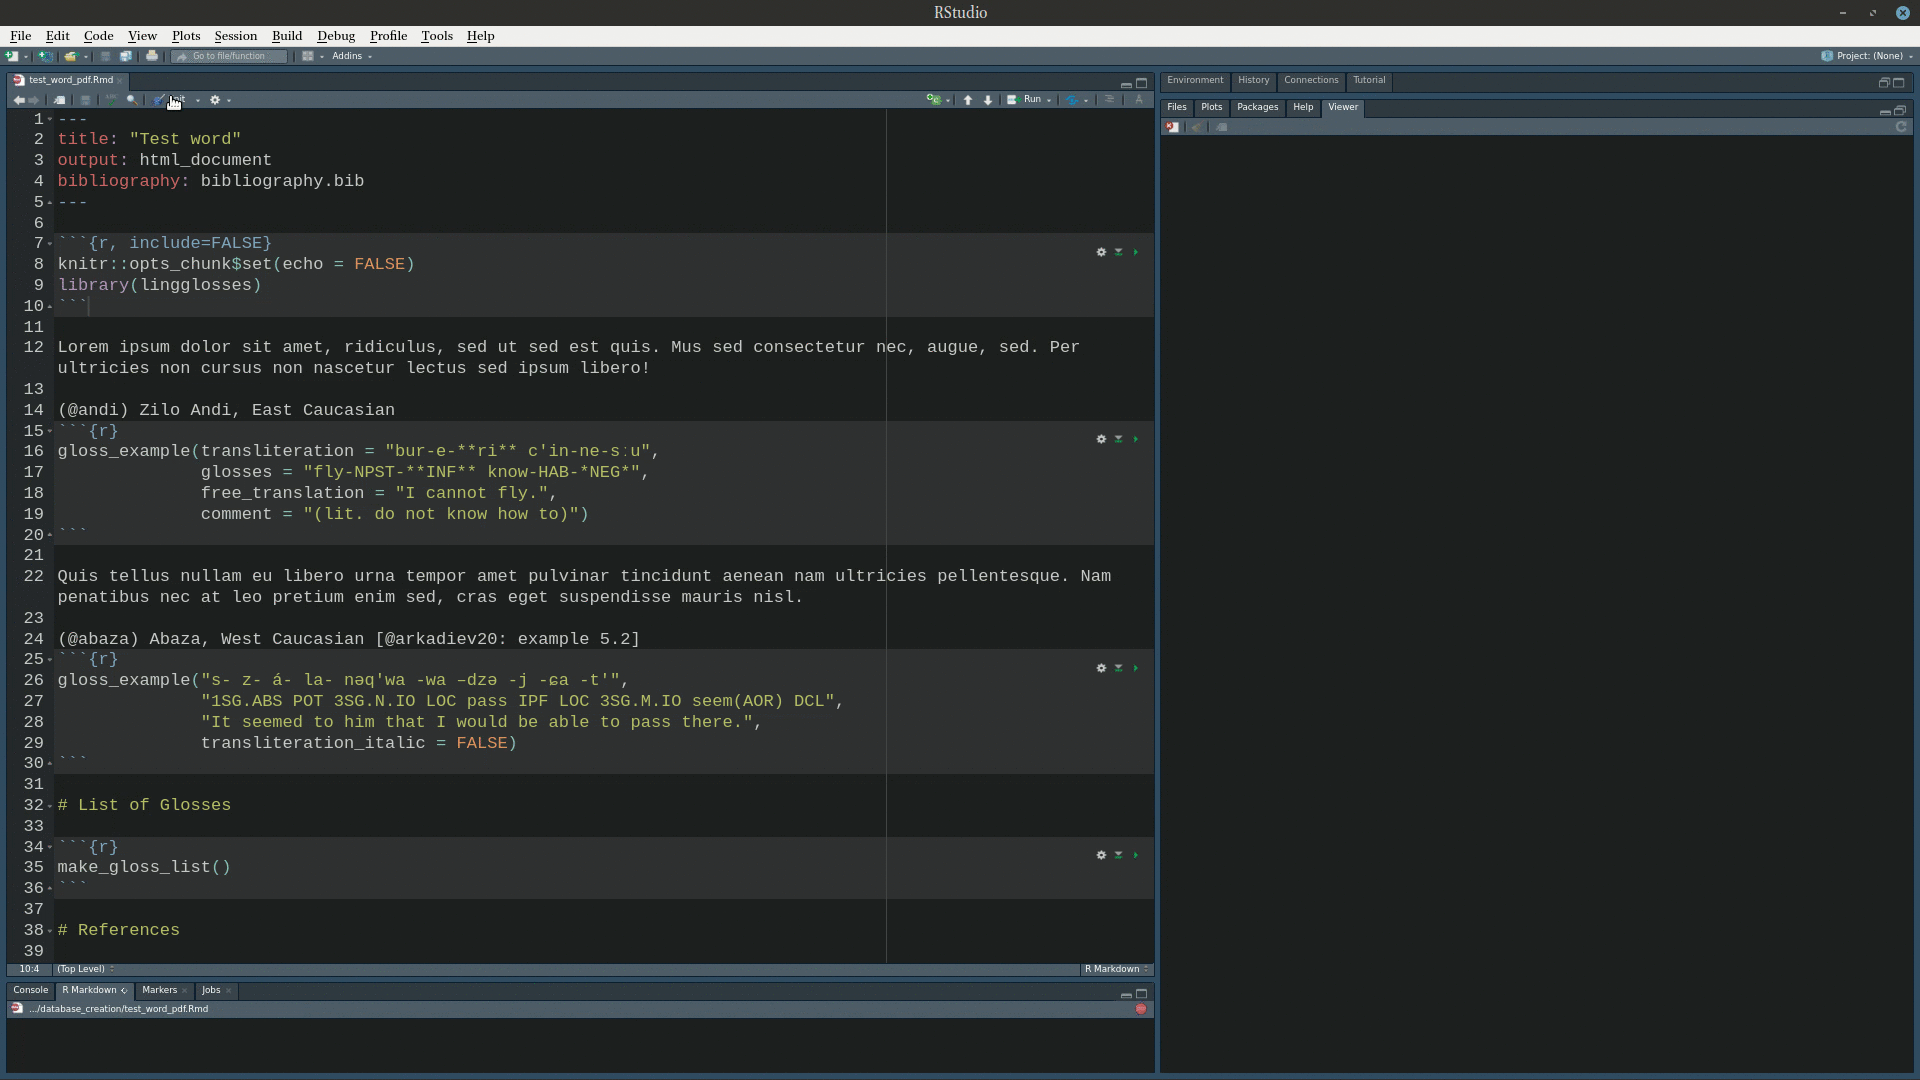 RStudio
File Edit Code View Plots Session Build Debug Profile Tools Help
Go to file/function Addins Project: (None)
test_word_pdf.Rmd
Run
1 ---
2 title: "Test word"
3 output: html_document
4 bibliography: bibliography.bib
5 ---
6
7 ```{r, include=FALSE}
8 knitr::opts_chunk$set(echo = FALSE)
9 library(lingglosses)
10 ```
11
12 Lorem ipsum dolor sit amet, ridiculus, sed ut sed est quis. Mus sed consectetur nec, augue, sed. Per
ultricies non cursus non nascetur lectus sed ipsum libero!
13
14 (@andi) Zilo Andi, East Caucasian
15 ```{r}
16 gloss_example(transliteration = "bur-e-**ri** c'in-ne-sːu",
17 glosses = "fly-NPST-**INF** know-HAB-*NEG*",
18 free_translation = "I cannot fly.",
19 comment = "(lit. do not know how to)")
20 ```
21
22 Quis tellus nullam eu libero urna tempor amet pulvinar tincidunt aenean nam ultricies pellentesque. Nam
penatibus nec at leo pretium enim sed, cras eget suspendisse mauris nisl.
23
24 (@abaza) Abaza, West Caucasian [@arkadiev20: example 5.2]
25 ```{r}
26 gloss_example("s- z- á- la- nəq'wa -wa –dzə -j -ɕa -t'",
27 "1SG.ABS POT 3SG.N.IO LOC pass IPF LOC 3SG.M.IO seem(AOR) DCL",
28 "It seemed to him that I would be able to pass there.",
29 transliteration_italic = FALSE)
30 ```
31
32 # List of Glosses
33
34 ```{r}
35 make_gloss_list()
36 ```
37
38 # References
39
10:4 (Top Level) R Markdown
Console R Markdown Markers Jobs
.../database_creation/test_word_pdf.Rmd
Environment History Connections Tutorial
Files Plots Packages Help Viewer